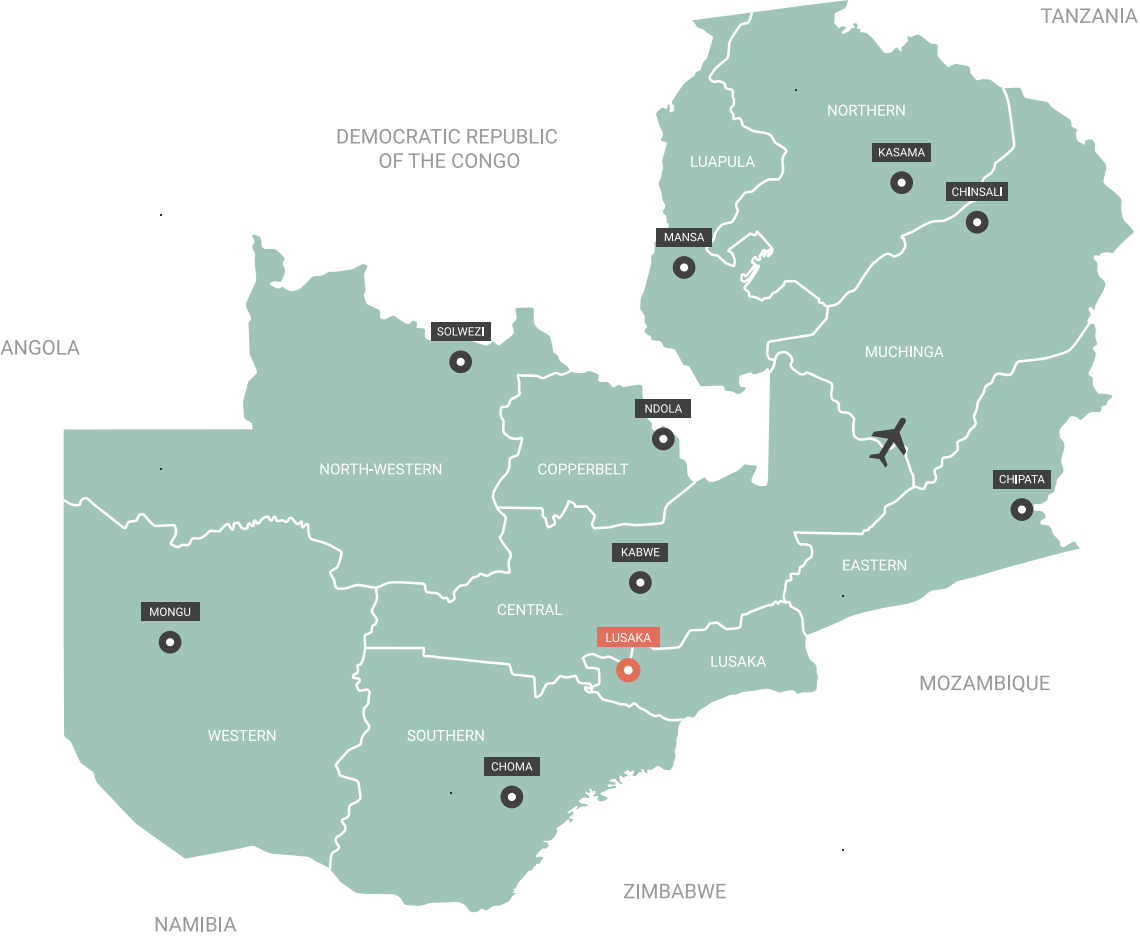 TANZANIA
NORTHERN
DEMOCRATIC REPUBLIC
OF THE CONGO
KASAMA
LUAPULA
CHINSALI
MANSA
SOLWEZI
ANGOLA
MUCHINGA
NDOLA
NORTH-WESTERN
COPPERBELT
CHIPATA
KABWE
EASTERN
CENTRAL
MONGU
LUSAKA
LUSAKA
MOZAMBIQUE
WESTERN
SOUTHERN
CHOMA
ZIMBABWE
NAMIBIA